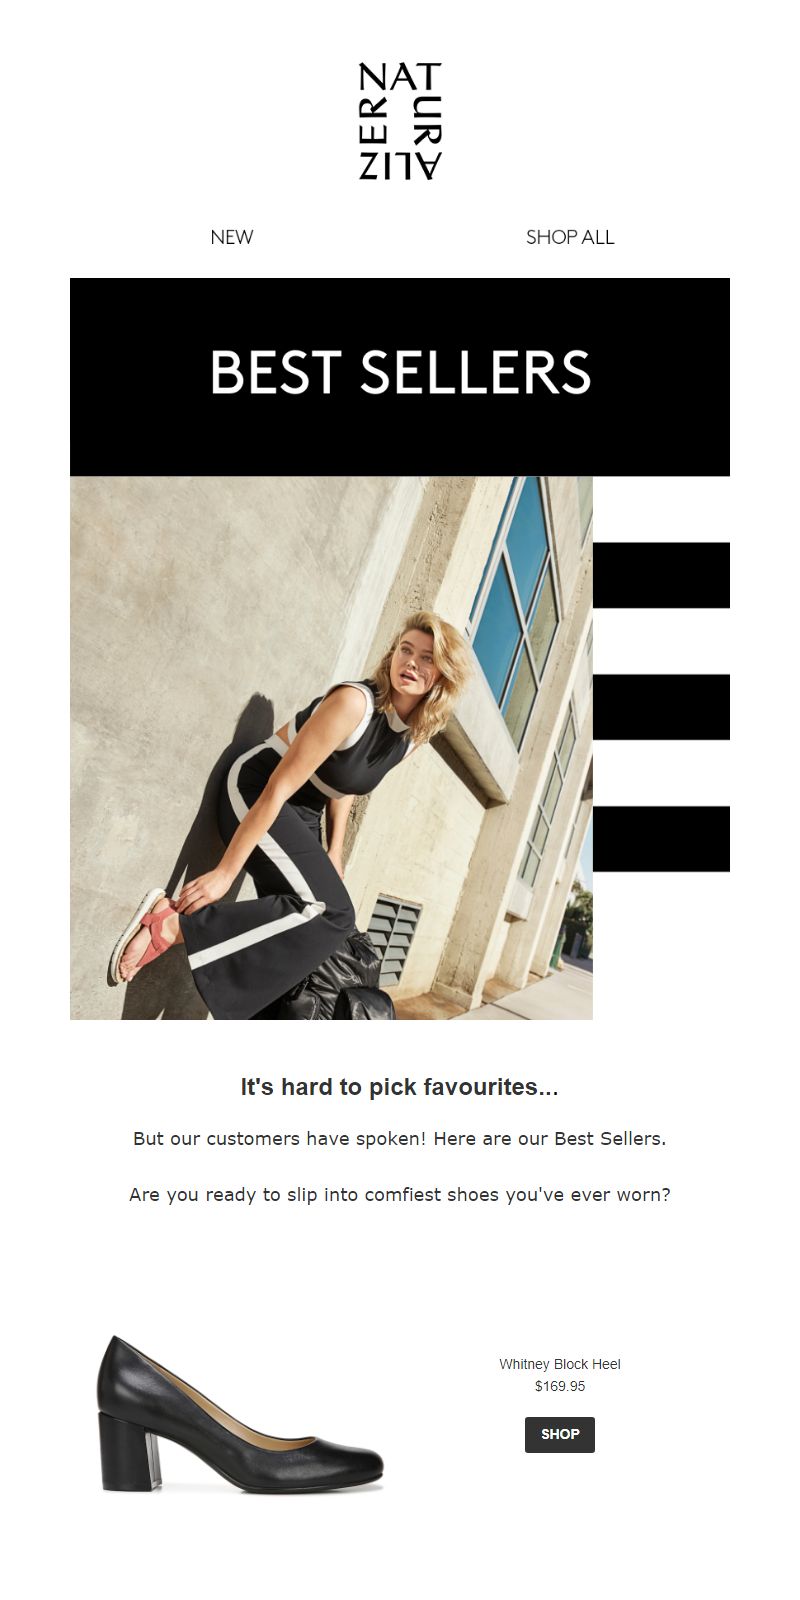 NATURALIZER
NEW
SHOP ALL
BEST SELLERS
It's hard to pick favourites...
But our customers have spoken! Here are our Best Sellers.
Are you ready to slip into comfiest shoes you've ever worn?
Whitney Block Heel
$169.95
SHOP